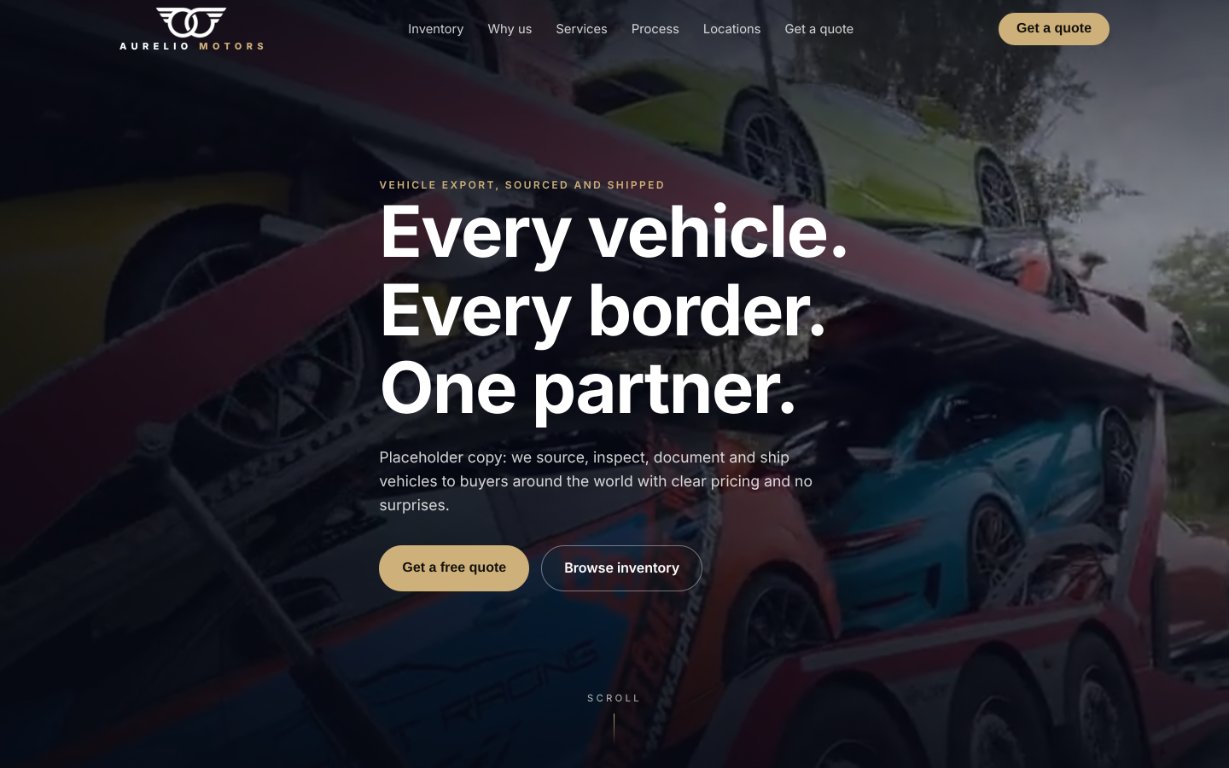 AURELIO MOTORS
Inventory Why us Services Process Locations Get a quote
Get a quote
VEHICLE EXPORT, SOURCED AND SHIPPED
Every vehicle.
Every border.
One partner.
Placeholder copy: we source, inspect, document and ship
vehicles to buyers around the world with clear pricing and no
surprises.
Get a free quote
Browse inventory
RACING
SCROLL